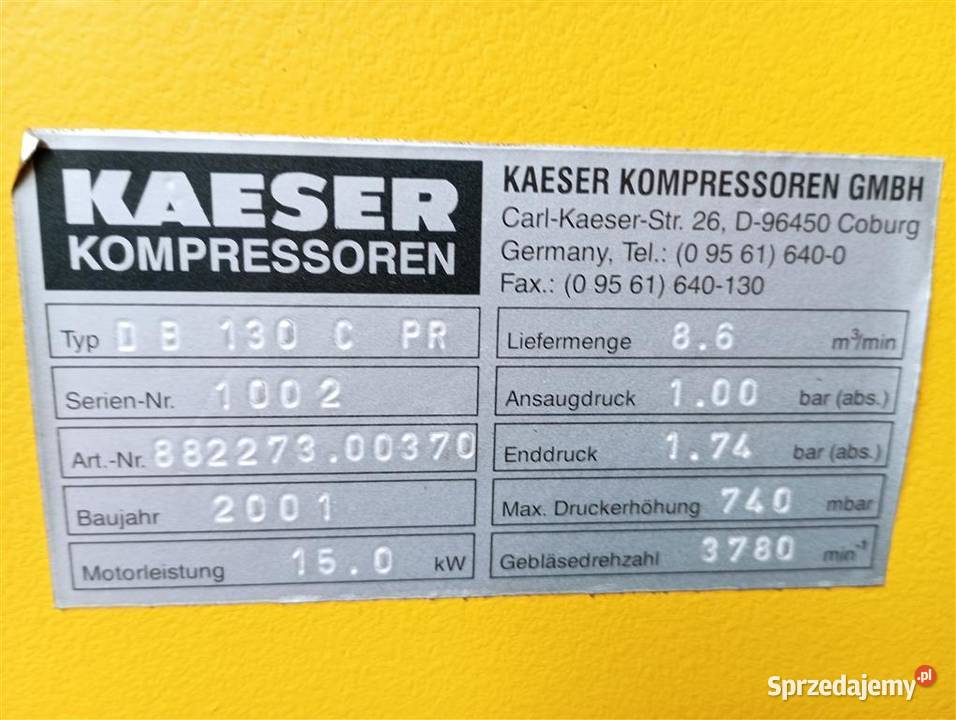 KAESER
KOMPRESSOREN
KAESER KOMPRESSOREN GMBH
Carl-Kaeser-Str. 26, D-96450 Coburg
Germany, Tel.: (0 95 61) 640-0
Fax.: (0 95 61) 640-130
Typ DB 130 C PR
Serien-Nr. 1002
Art.-Nr. 882273.00370
Baujahr 2001
Motorleistung 15.0 kW
Liefermenge 8.6 m³/min
Ansaugdruck 1.00 bar (abs.)
Enddruck 1.74 bar (abs.)
Max. Druckerhöhung 740 mbar
Gebläsedrehzahl 3780 min⁻¹
Sprzedajemy.pl